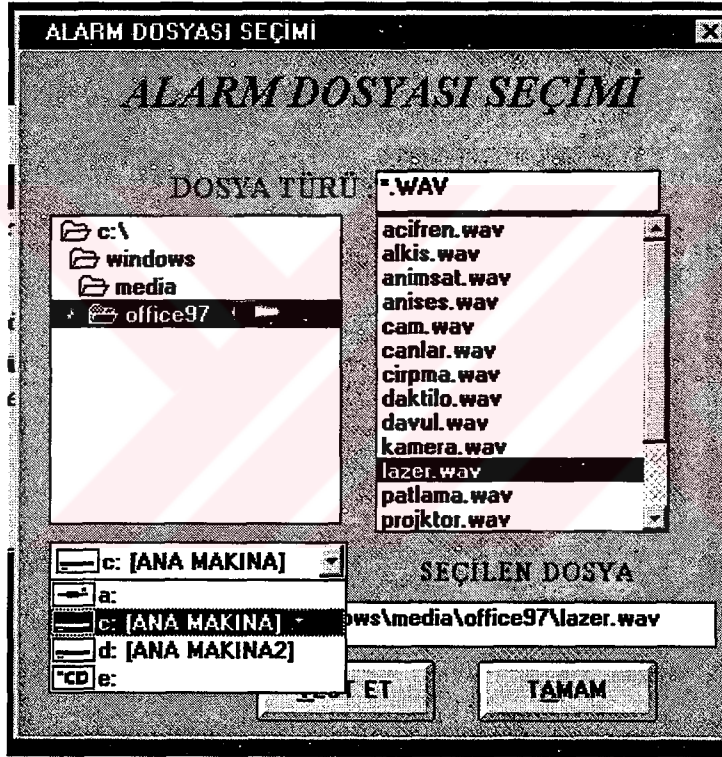 ALARM DOSYASI SEÇİMİ
ALARM DOSYASI SEÇİMİ
DOSYA TÜRÜ
*.WAV
c:\
windows
media
office97
acifren.wav
alkis.wav
animsat.wav
anises.wav
cam.wav
canlar.wav
cirpma.wav
daktilo.wav
davul.wav
kamera.wav
lazer.wav
patlama.wav
projktor.wav
c: [ANA MAKINA]
a:
c: [ANA MAKINA]
d: [ANA MAKINA2]
CD e:
SEÇİLEN DOSYA
ows\media\office97\lazer.wav
ET
TAMAM